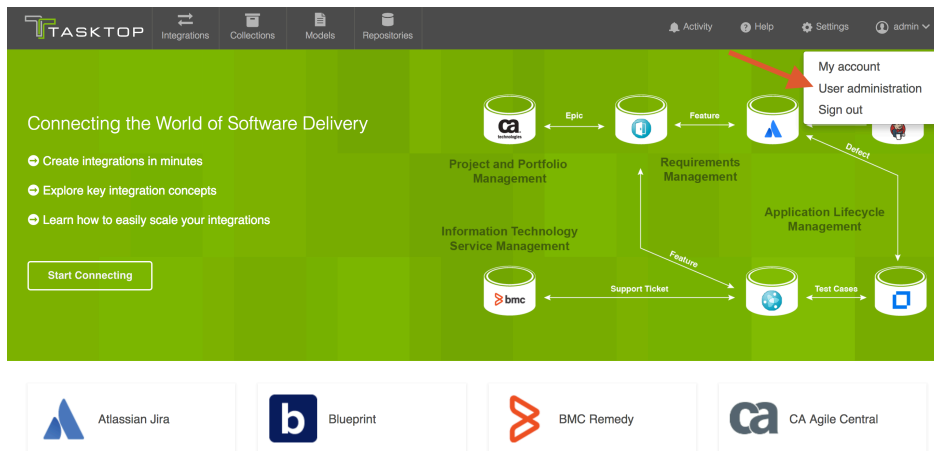 TASKTOP
Integrations
Collections
Models
Repositories
Activity
Help
Settings
admin
My account
User administration
Sign out
Connecting the World of Software Delivery
Create integrations in minutes
Explore key integration concepts
Learn how to easily scale your integrations
Start Connecting
ca
technologies
Epic
Feature
Defect
Project and Portfolio
Management
Requirements
Management
Application Lifecycle
Management
Information Technology
Service Management
Feature
bmc
Support Ticket
Test Cases
Atlassian Jira
b
Blueprint
BMC Remedy
ca
CA Agile Central